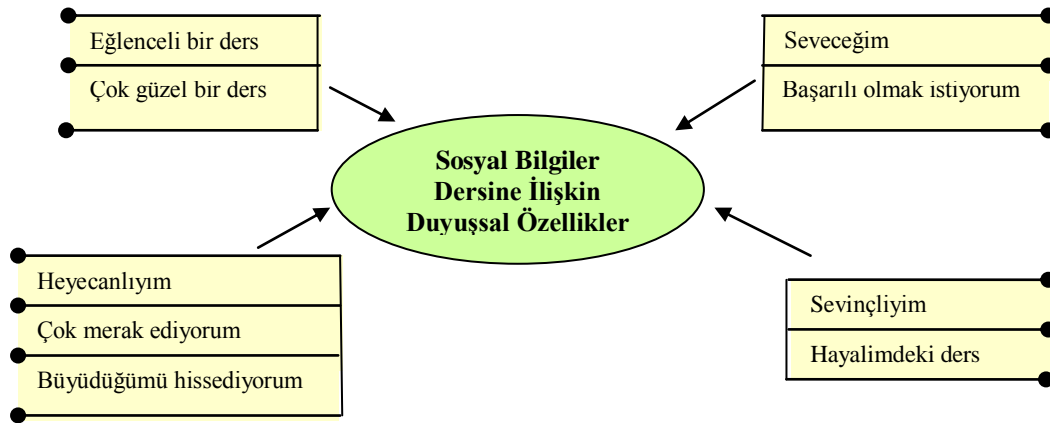 Eğlenceli bir ders
Çok güzel bir ders
Seveceğim
Başarılı olmak istiyorum
Sosyal Bilgiler
Dersine İlişkin
Duyuşsal Özellikler
Heyecanlıyım
Çok merak ediyorum
Büyüdüğümü hissediyorum
Sevinçliyim
Hayalimdeki ders